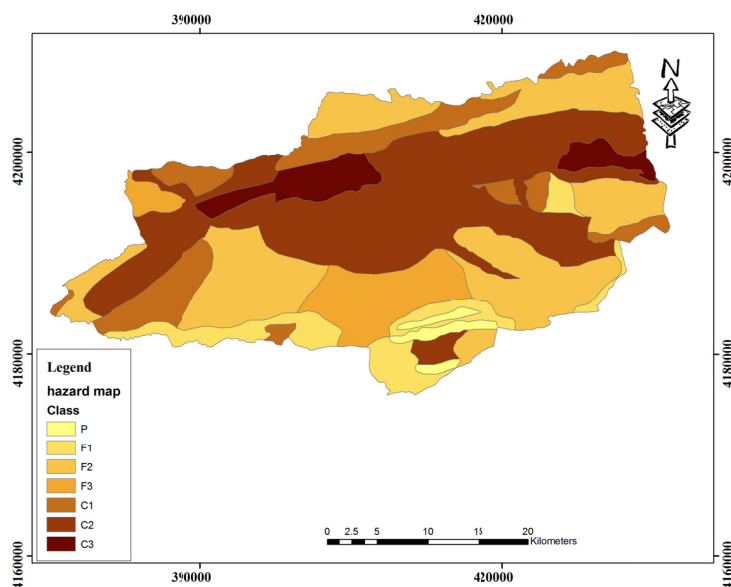 390000 420000
N
4200000 4200000
4180000 4180000
4160000 4160000
Legend
hazard map
Class
P
F1
F2
F3
C1
C2
C3
0 2.5 5 10 15 20
Kilometers
390000 420000